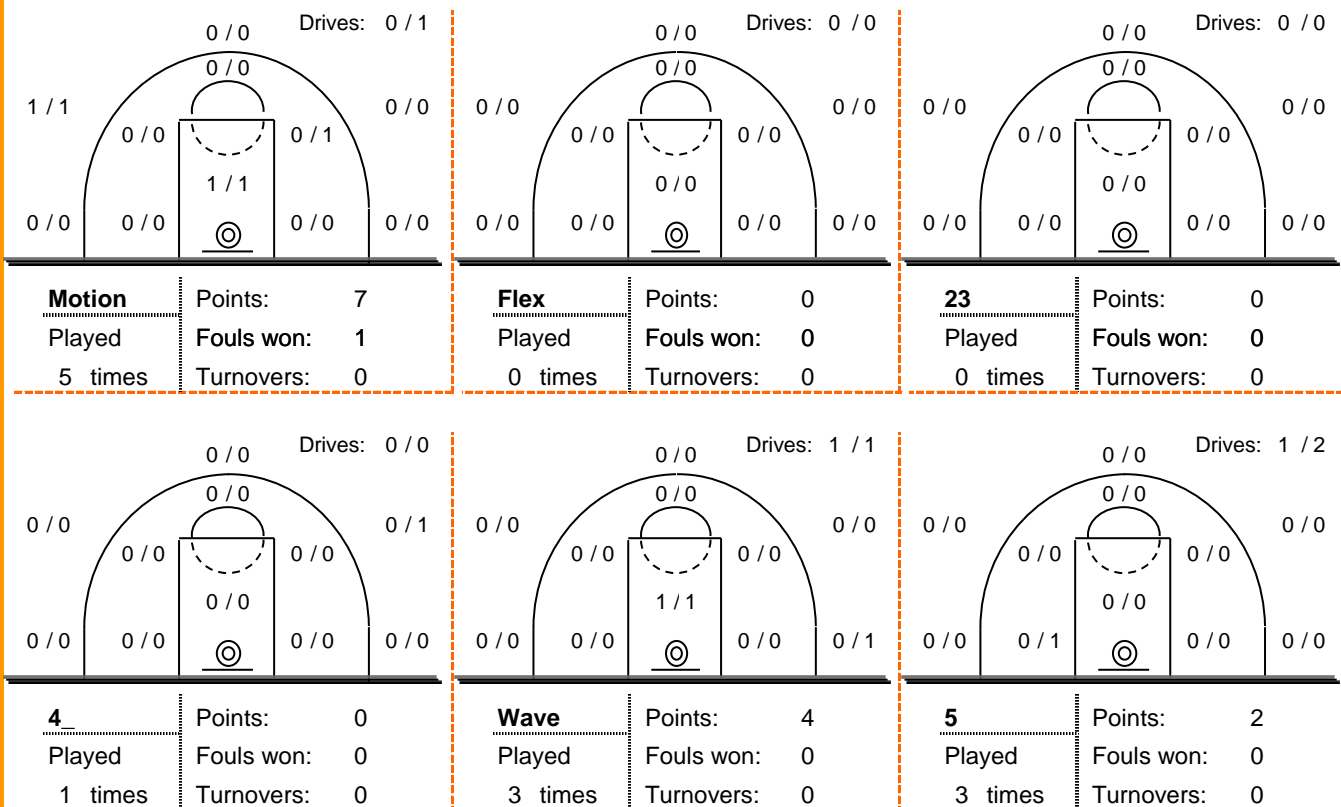 0 / 0 Drives: 0 / 1
0 / 0
1 / 1 0 / 0
0 / 0 0 / 1
1 / 1
0 / 0 0 / 0 0 / 0 0 / 0
Motion Points: 7
Played Fouls won: 1
5 times Turnovers: 0
0 / 0 Drives: 0 / 0
0 / 0
0 / 0 0 / 0
0 / 0 0 / 0
0 / 0
0 / 0 0 / 0 0 / 0 0 / 0
Flex Points: 0
Played Fouls won: 0
0 times Turnovers: 0
0 / 0 Drives: 0 / 0
0 / 0
0 / 0 0 / 0
0 / 0 0 / 0
0 / 0
0 / 0 0 / 0 0 / 0 0 / 0
23 Points: 0
Played Fouls won: 0
0 times Turnovers: 0
0 / 0 Drives: 0 / 0
0 / 0
0 / 0 0 / 1
0 / 0 0 / 0
0 / 0
0 / 0 0 / 0 0 / 0 0 / 0
4_ Points: 0
Played Fouls won: 0
1 times Turnovers: 0
0 / 0 Drives: 1 / 1
0 / 0
0 / 0 0 / 0
0 / 0 0 / 0
1 / 1
0 / 0 0 / 0 0 / 0 0 / 1
Wave Points: 4
Played Fouls won: 0
3 times Turnovers: 0
0 / 0 Drives: 1 / 2
0 / 0
0 / 0 0 / 0
0 / 0 0 / 0
0 / 0
0 / 0 0 / 1 0 / 0 0 / 0
5 Points: 2
Played Fouls won: 0
3 times Turnovers: 0